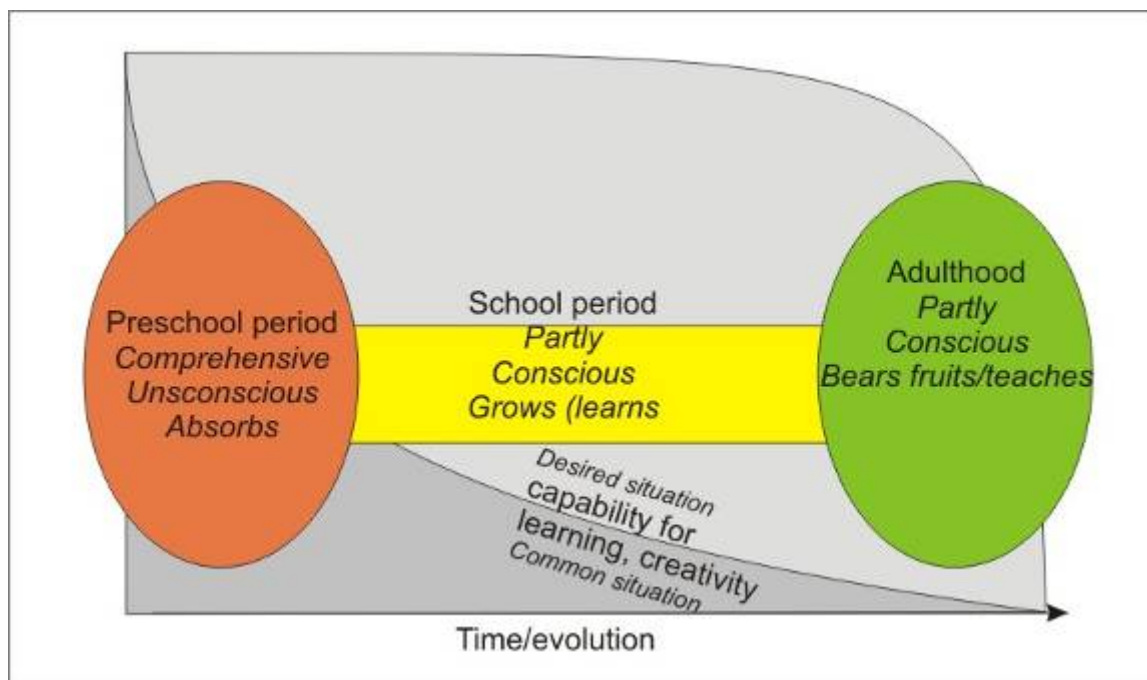 Preschool period
Comprehensive
Unsconscious
Absorbs
School period
Partly
Conscious
Grows (learns
Adulthood
Partly
Conscious
Bears fruits/teaches
Desired situation
capability for
learning, creativity
Common situation
Time/evolution